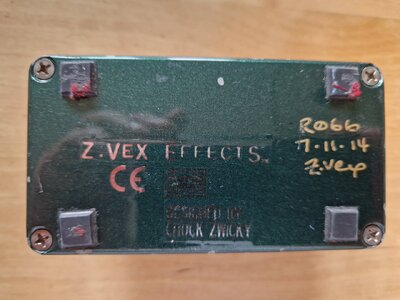 Z.VEX EFFECTS
CE
DESIGNED BY
CHUCK ZWICKY
R066
7-11-14
Z.Vex